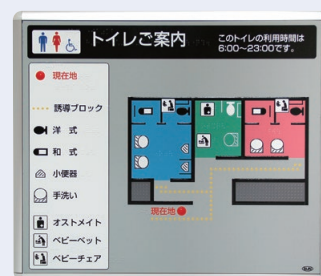 トイレご案内
このトイレの利用時間は
6:00~23:00です。
現在地
誘導ブロック
洋 式
和 式
小便器
手洗い
オストメイト
ベビーベット
ベビーチェア
現在地